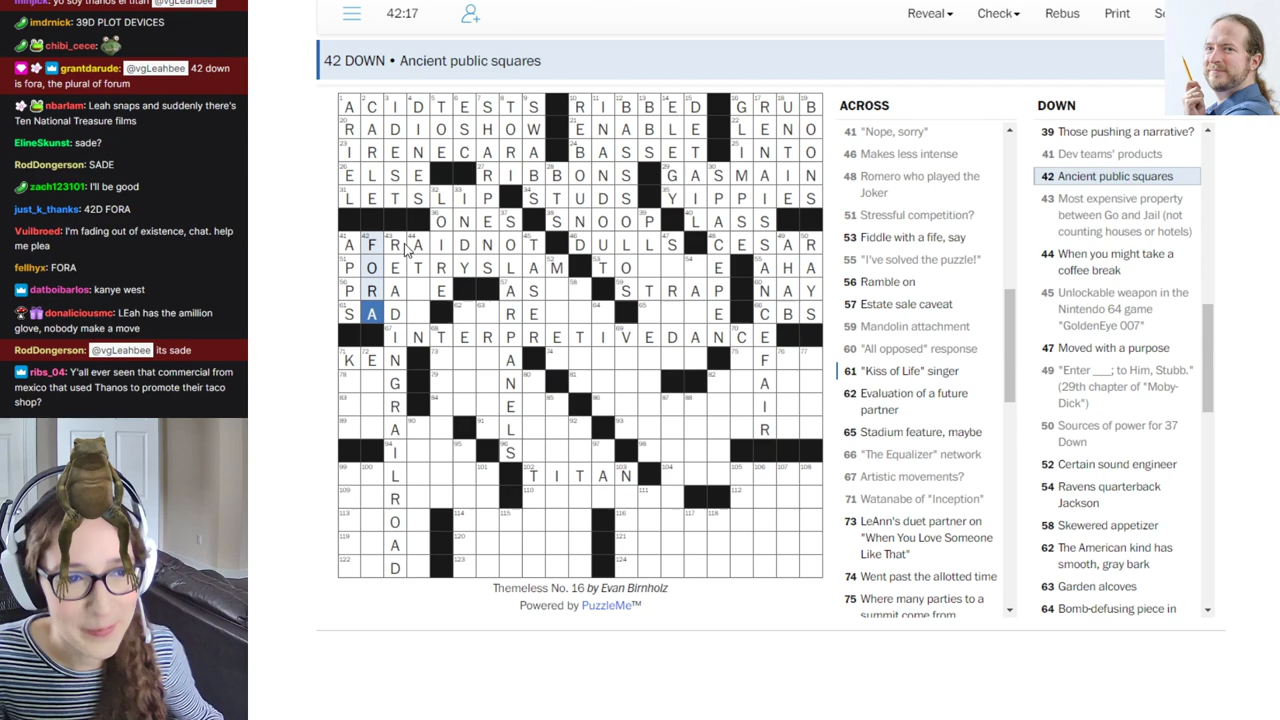 minjick: yo soy thanos el titan @vgLeahbee
imdrnick: 39D PLOT DEVICES
chibi_cece:
grantdarude: @vgLeahbee 42 down
is fora, the plural of forum
nbarlam: Leah snaps and suddenly there's
Ten National Treasure films
ElineSkunst: sade?
RodDongerson: SADE
zach123101: I'll be good
just_k_thanks: 42D FORA
Vuilbroed: I'm fading out of existence, chat. help
me plea
fellhyx: FORA
datboibarlos: kanye west
donaliciousmc: LEah has the amillion
glove, nobody make a move
RodDongerson: @vgLeahbee its sade
ribs_04: Y'all ever seen that commercial from
mexico that used Thanos to promote their taco
shop?
42:17
Reveal
Check
Rebus
Print
42 DOWN • Ancient public squares
A C I D T E S T S R I B B E D G R U B
R A D I O S H O W E N A B L E L E N O
I R E N E C A R A B A S S E T I N T O
E L S E R I B B O N S G A S M A I N
L E T S L I P S T U D S Y I P P I E S
O N E S S N O O P L A S S
A F R A I D N O T D U L L S C E S A R
P O E T R Y S L A M T O E A H A
P R A E A S S T R A P N A Y
S A D R E E C B S
I N T E R P R E T I V E D A N C E
K E N A F
G N A
R E I
A L R
I S
L T I T A N
R
O
A
D
Themeless No. 16 by Evan Birnholz
Powered by PuzzleMe™
ACROSS
41 "Nope, sorry"
46 Makes less intense
48 Romero who played the
Joker
51 Stressful competition?
53 Fiddle with a fife, say
55 "I've solved the puzzle!"
56 Ramble on
57 Estate sale caveat
59 Mandolin attachment
60 "All opposed" response
61 "Kiss of Life" singer
62 Evaluation of a future
partner
65 Stadium feature, maybe
66 "The Equalizer" network
67 Artistic movements?
71 Watanabe of "Inception"
73 LeAnn's duet partner on
"When You Love Someone
Like That"
74 Went past the allotted time
75 Where many parties to a
summit come from
DOWN
39 Those pushing a narrative?
41 Dev teams' products
42 Ancient public squares
43 Most expensive property
between Go and Jail (not
counting houses or hotels)
44 When you might take a
coffee break
45 Unlockable weapon in the
Nintendo 64 game
"GoldenEye 007"
47 Moved with a purpose
49 "Enter ___; to Him, Stubb."
(29th chapter of "Moby-
Dick")
50 Sources of power for 37
Down
52 Certain sound engineer
54 Ravens quarterback
Jackson
58 Skewered appetizer
62 The American kind has
smooth, gray bark
63 Garden alcoves
64 Bomb-defusing piece in